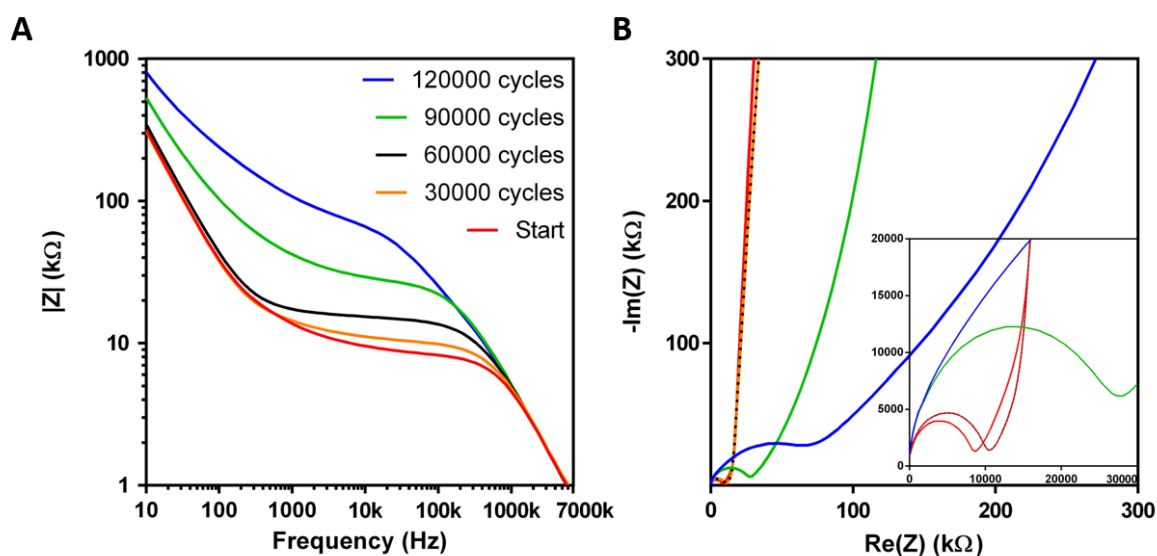 A
1000
100
10
1
|Z| (kΩ)
120000 cycles
90000 cycles
60000 cycles
30000 cycles
Start
10 100 1000 10k 100k 1000k 7000k
Frequency (Hz)
B
300
200
100
-Im(Z) (kΩ)
0 100 200 300
Re(Z) (kΩ)
20000
15000
10000
5000
0
0 10000 20000 30000